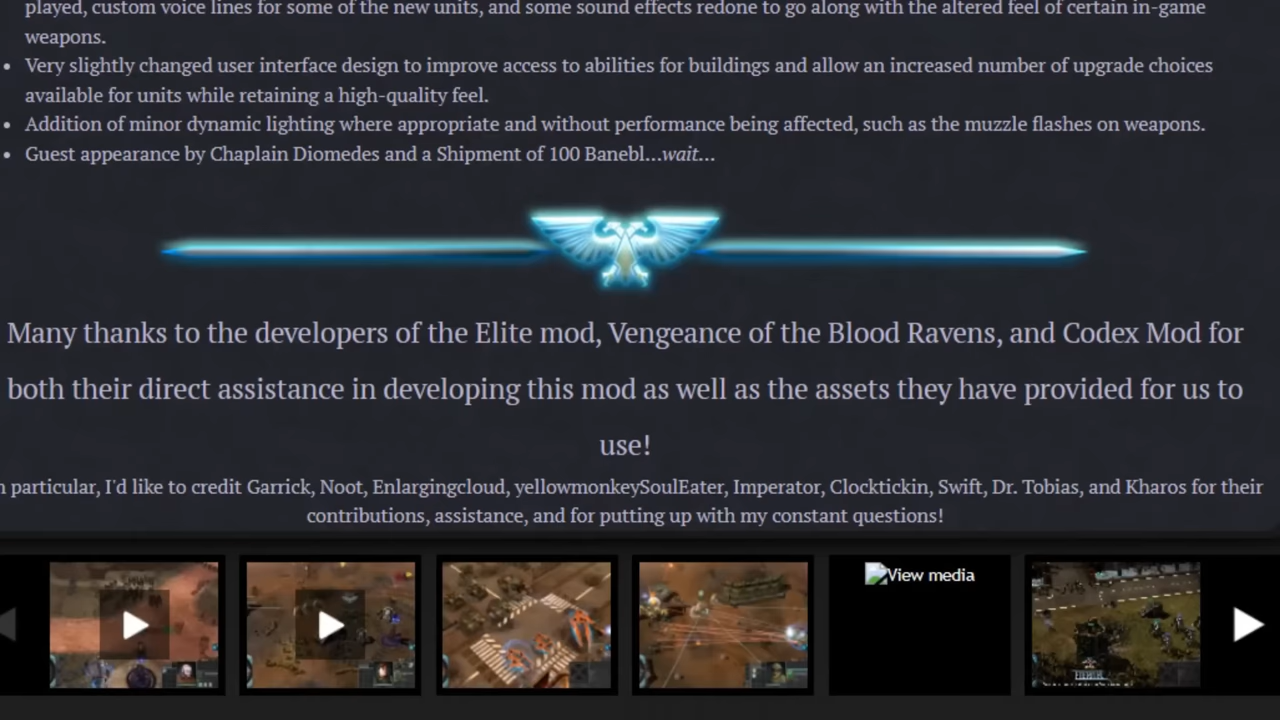 played, custom voice lines for some of the new units, and some sound effects redone to go along with the altered feel of certain in-game
weapons.
• Very slightly changed user interface design to improve access to abilities for buildings and allow an increased number of upgrade choices
available for units while retaining a high-quality feel.
• Addition of minor dynamic lighting where appropriate and without performance being affected, such as the muzzle flashes on weapons.
• Guest appearance by Chaplain Diomedes and a Shipment of 100 Banebl...wait...
Many thanks to the developers of the Elite mod, Vengeance of the Blood Ravens, and Codex Mod for
both their direct assistance in developing this mod as well as the assets they have provided for us to
use!
n particular, I'd like to credit Garrick, Noot, Enlargingcloud, yellowmonkeySoulEater, Imperator, Clocktickin, Swift, Dr. Tobias, and Kharos for their
contributions, assistance, and for putting up with my constant questions!
View media